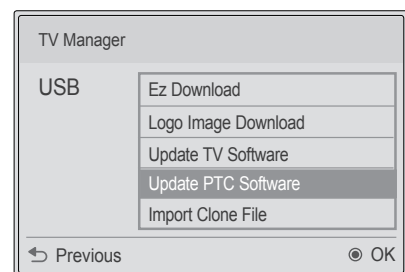 TV Manager
USB
Ez Download
Logo Image Download
Update TV Software
Update PTC Software
Import Clone File
Previous OK